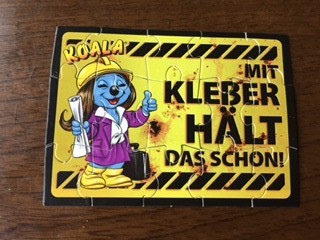 KOALA
MIT
KLEBER
HÄLT
DAS SCHON!